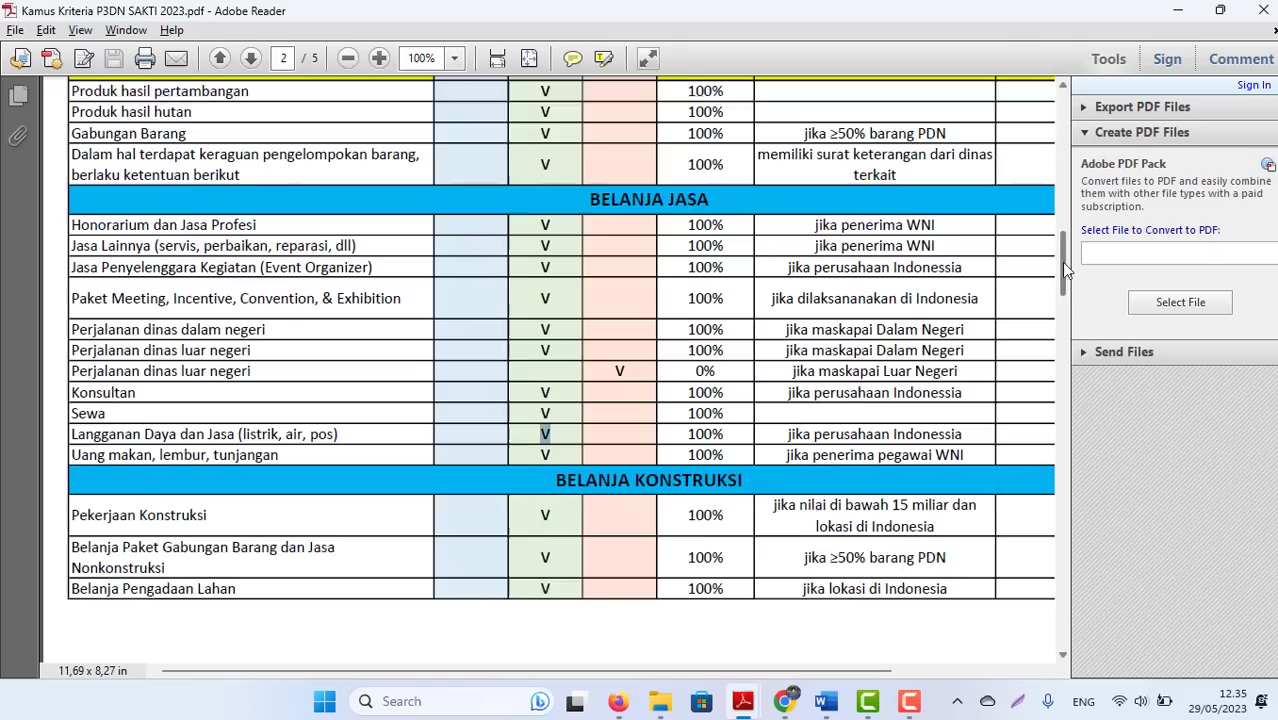 Kamus Kriteria P3DN SAKTI 2023.pdf - Adobe Reader
File Edit View Window Help
2 / 5 100% Tools Sign Comment
Sign In
Export PDF Files
Create PDF Files
Adobe PDF Pack
Convert files to PDF and easily combine
them with other file types with a paid
subscription.
Select File to Convert to PDF:
Select File
Send Files
Produk hasil pertambangan V 100%
Produk hasil hutan V 100%
Gabungan Barang V 100% jika ≥50% barang PDN
Dalam hal terdapat keraguan pengelompokan barang,
berlaku ketentuan berikut V 100% memiliki surat keterangan dari dinas
terkait
BELANJA JASA
Honorarium dan Jasa Profesi V 100% jika penerima WNI
Jasa Lainnya (servis, perbaikan, reparasi, dll) V 100% jika penerima WNI
Jasa Penyelenggara Kegiatan (Event Organizer) V 100% jika perusahaan Indonessia
Paket Meeting, Incentive, Convention, & Exhibition V 100% jika dilaksananakan di Indonesia
Perjalanan dinas dalam negeri V 100% jika maskapai Dalam Negeri
Perjalanan dinas luar negeri V 100% jika maskapai Dalam Negeri
Perjalanan dinas luar negeri V 0% jika maskapai Luar Negeri
Konsultan V 100% jika perusahaan Indonessia
Sewa V 100%
Langganan Daya dan Jasa (listrik, air, pos) V 100% jika perusahaan Indonessia
Uang makan, lembur, tunjangan V 100% jika penerima pegawai WNI
BELANJA KONSTRUKSI
Pekerjaan Konstruksi V 100% jika nilai di bawah 15 miliar dan
lokasi di Indonesia
Belanja Paket Gabungan Barang dan Jasa
Nonkonstruksi V 100% jika ≥50% barang PDN
Belanja Pengadaan Lahan V 100% jika lokasi di Indonesia
11,69 x 8,27 in
Search
ENG
12.35
29/05/2023